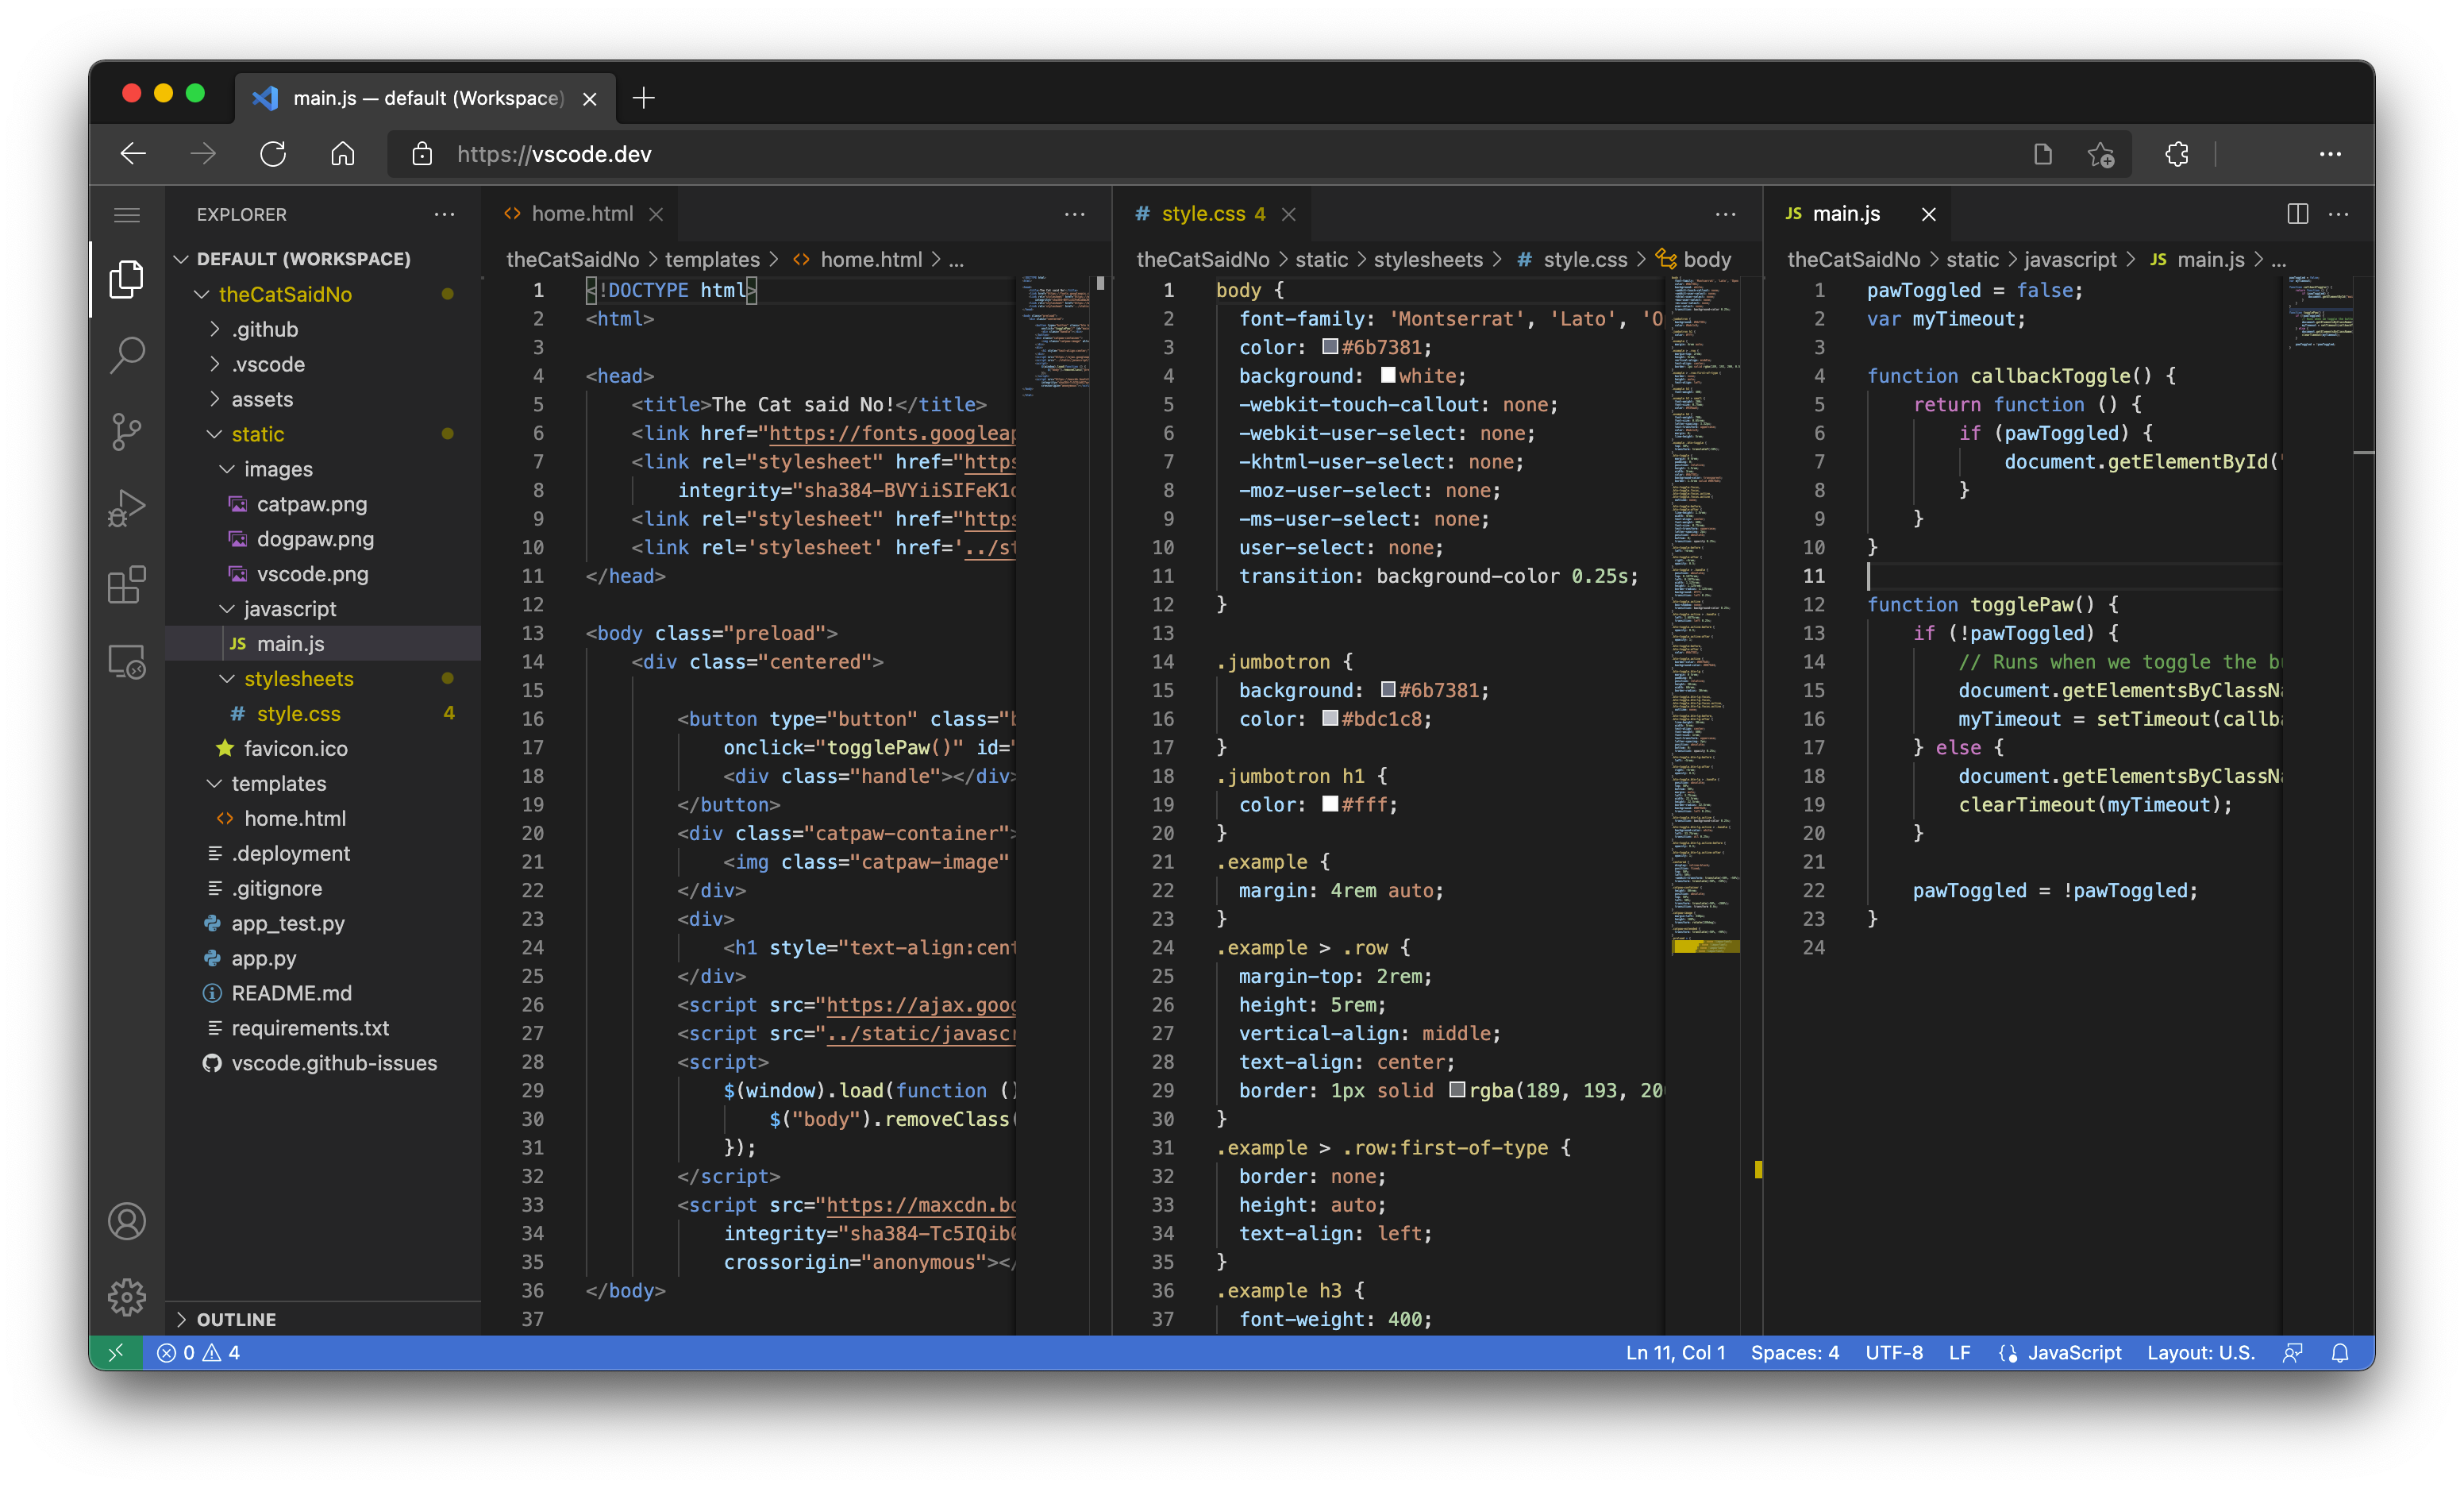 main.js — default (Workspace)
https://vscode.dev
EXPLORER
DEFAULT (WORKSPACE)
theCatSaidNo
.github
.vscode
assets
static
images
catpaw.png
dogpaw.png
vscode.png
javascript
JS main.js
stylesheets
# style.css 4
favicon.ico
templates
<> home.html
.deployment
.gitignore
app_test.py
app.py
README.md
requirements.txt
vscode.github-issues
OUTLINE
<> home.html
theCatSaidNo > templates > <> home.html > ...
1 <!DOCTYPE html>
2 <html>
3
4 <head>
5 <title>The Cat said No!</title>
6 <link href="https://fonts.googleap
7 <link rel="stylesheet" href="https
8 integrity="sha384-BVYiiSIFeK1
9 <link rel="stylesheet" href="https
10 <link rel='stylesheet' href='../st
11 </head>
12
13 <body class="preload">
14 <div class="centered">
15
16 <button type="button" class="b
17 onclick="togglePaw()" id="
18 <div class="handle"></div>
19 </button>
20 <div class="catpaw-container">
21 <img class="catpaw-image"
22 </div>
23 <div>
24 <h1 style="text-align:cent
25 </div>
26 <script src="https://ajax.goog
27 <script src="../static/javascr
28 <script>
29 $(window).load(function ()
30 $("body").removeClass(
31 });
32 </script>
33 <script src="https://maxcdn.bo
34 integrity="sha384-Tc5IQib
35 crossorigin="anonymous"></
36 </body>
37
# style.css 4
theCatSaidNo > static > stylesheets > # style.css > body
1 body {
2 font-family: 'Montserrat', 'Lato', 'O
3 color: #6b7381;
4 background: white;
5 -webkit-touch-callout: none;
6 -webkit-user-select: none;
7 -khtml-user-select: none;
8 -moz-user-select: none;
9 -ms-user-select: none;
10 user-select: none;
11 transition: background-color 0.25s;
12 }
13
14 .jumbotron {
15 background: #6b7381;
16 color: #bdc1c8;
17 }
18 .jumbotron h1 {
19 color: #fff;
20 }
21 .example {
22 margin: 4rem auto;
23 }
24 .example > .row {
25 margin-top: 2rem;
26 height: 5rem;
27 vertical-align: middle;
28 text-align: center;
29 border: 1px solid rgba(189, 193, 20
30 }
31 .example > .row:first-of-type {
32 border: none;
33 height: auto;
34 text-align: left;
35 }
36 .example h3 {
37 font-weight: 400;
JS main.js
theCatSaidNo > static > javascript > JS main.js > ...
1 pawToggled = false;
2 var myTimeout;
3
4 function callbackToggle() {
5 return function () {
6 if (pawToggled) {
7 document.getElementById(
8 }
9 }
10 }
11
12 function togglePaw() {
13 if (!pawToggled) {
14 // Runs when we toggle the b
15 document.getElementsByClassN
16 myTimeout = setTimeout(callb
17 } else {
18 document.getElementsByClassN
19 clearTimeout(myTimeout);
20 }
21
22 pawToggled = !pawToggled;
23 }
24
0 4
Ln 11, Col 1 Spaces: 4 UTF-8 LF JavaScript Layout: U.S.